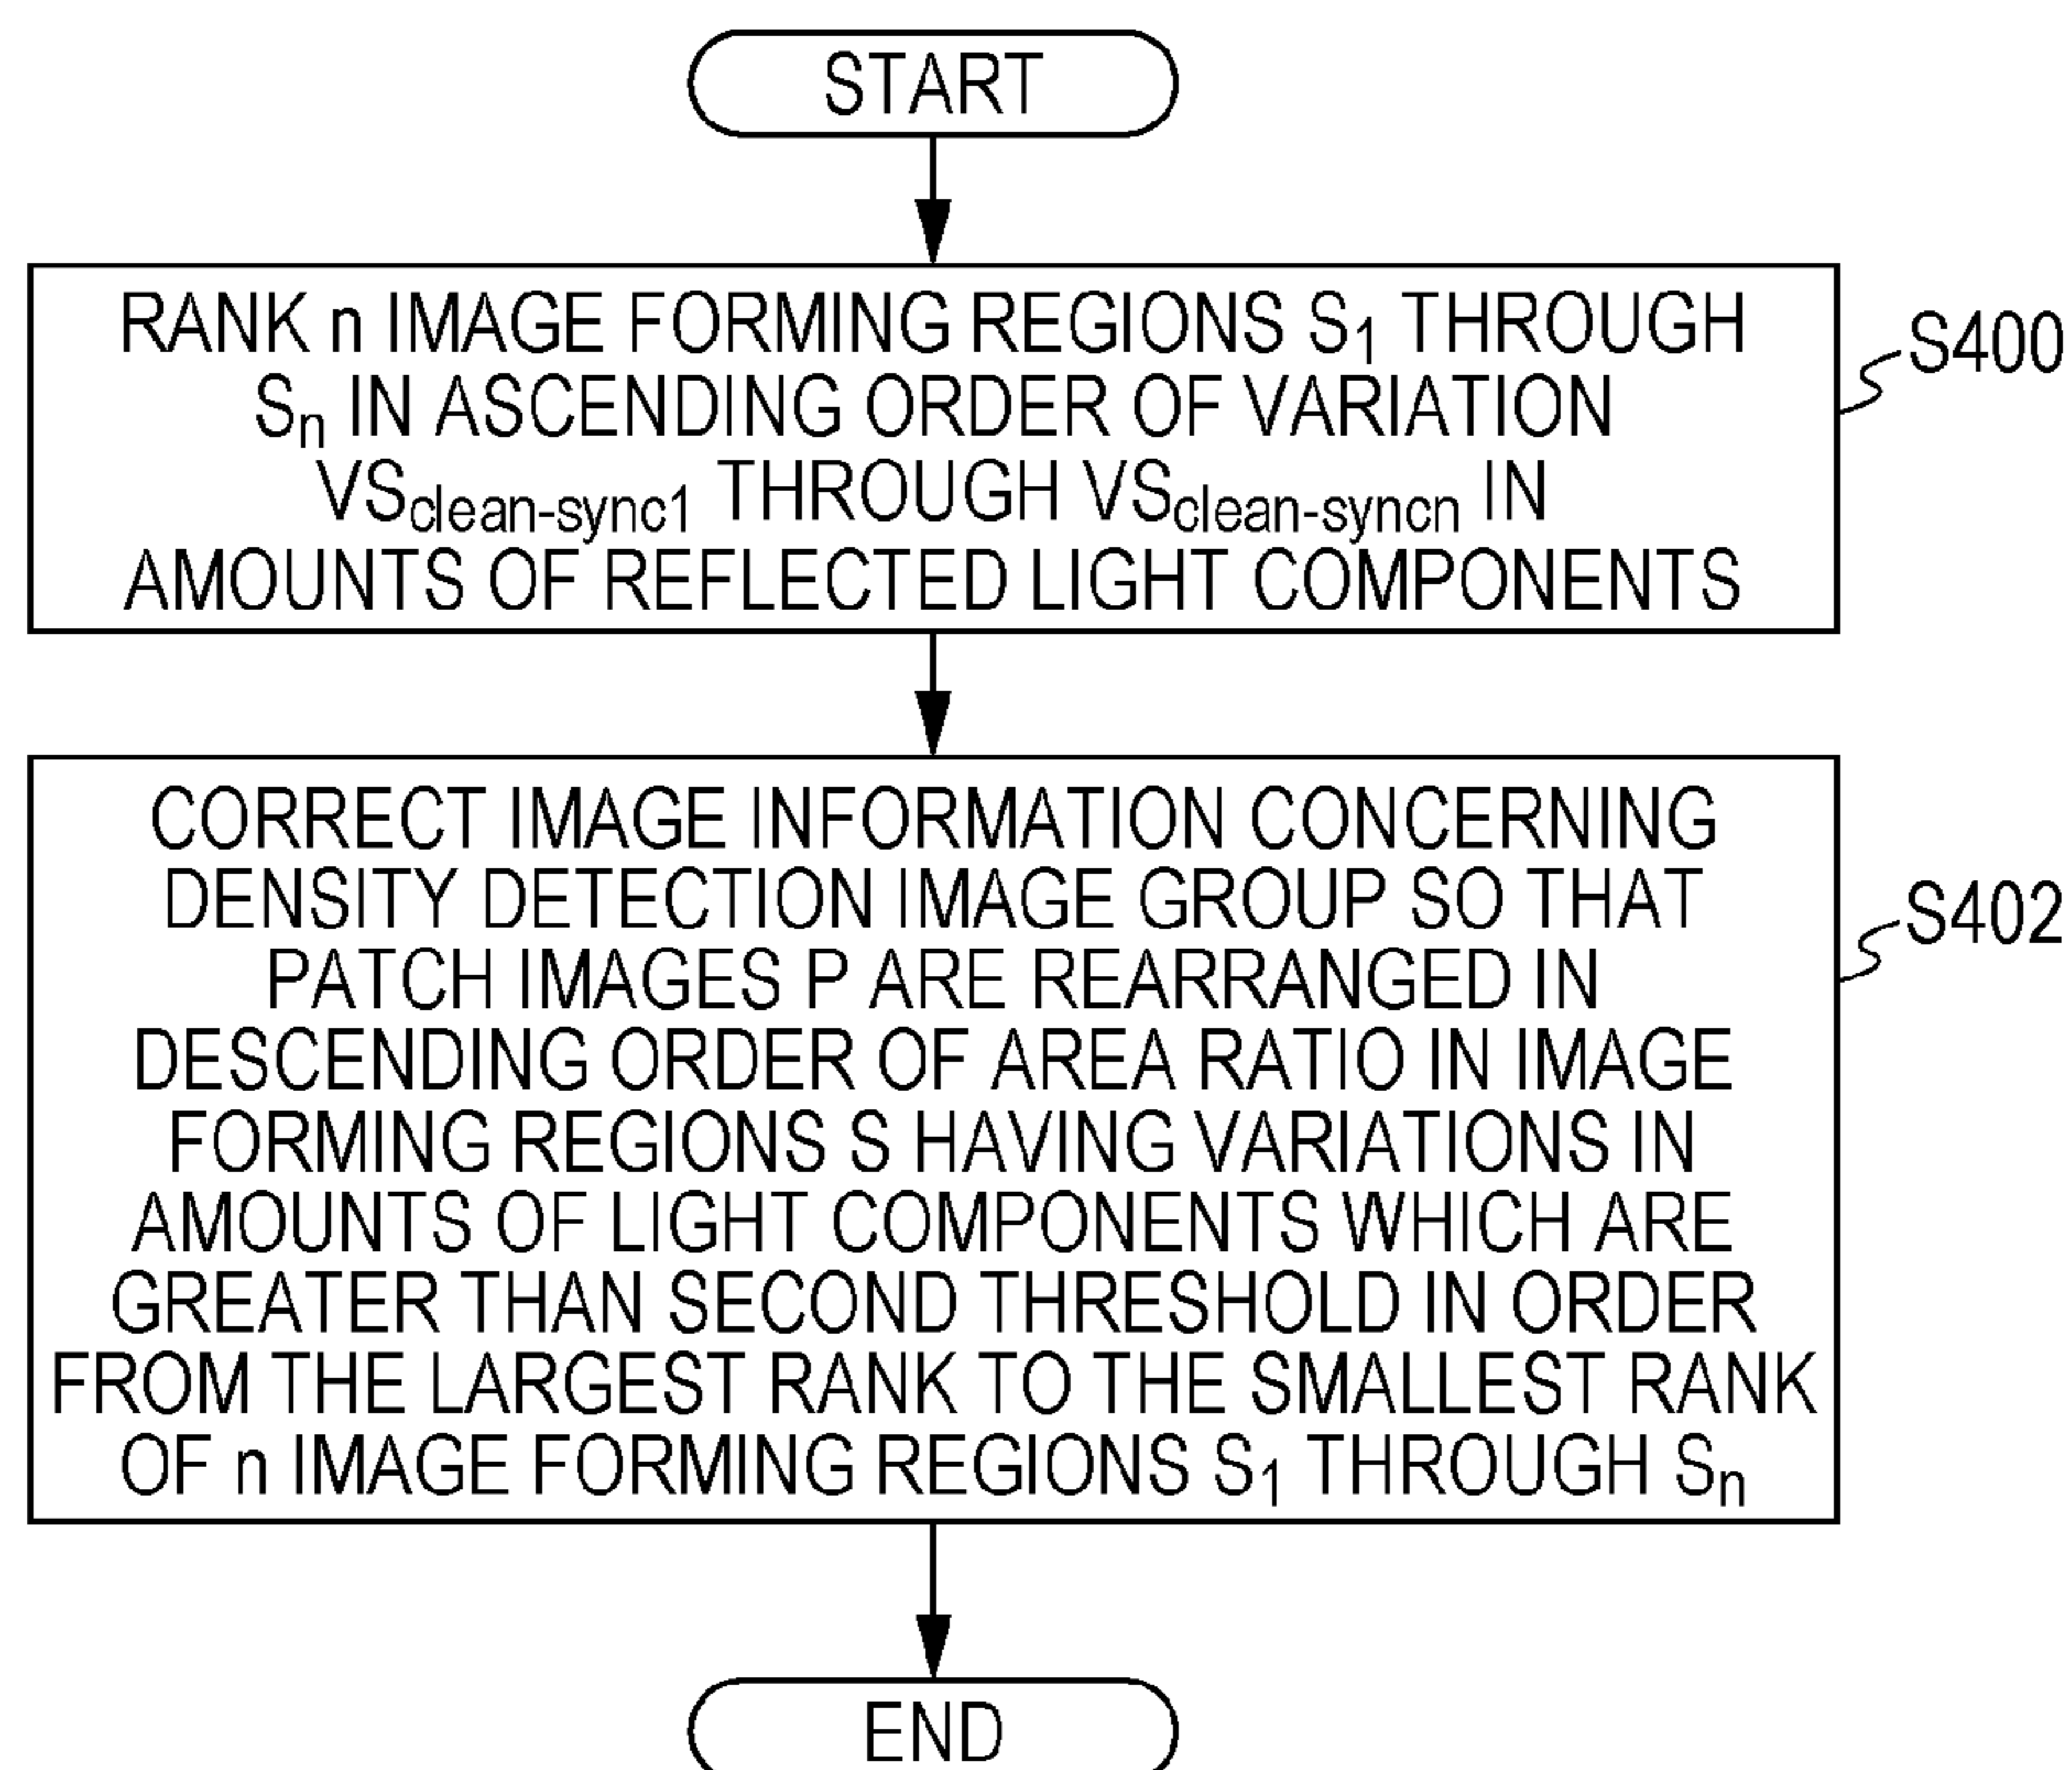 START
RANK n IMAGE FORMING REGIONS S1 THROUGH
Sn IN ASCENDING ORDER OF VARIATION
VSclean-sync1 THROUGH VSclean-syncn IN
AMOUNTS OF REFLECTED LIGHT COMPONENTS
S400
CORRECT IMAGE INFORMATION CONCERNING
DENSITY DETECTION IMAGE GROUP SO THAT
PATCH IMAGES P ARE REARRANGED IN
DESCENDING ORDER OF AREA RATIO IN IMAGE
FORMING REGIONS S HAVING VARIATIONS IN
AMOUNTS OF LIGHT COMPONENTS WHICH ARE
GREATER THAN SECOND THRESHOLD IN ORDER
FROM THE LARGEST RANK TO THE SMALLEST RANK
OF n IMAGE FORMING REGIONS S1 THROUGH Sn
S402
END